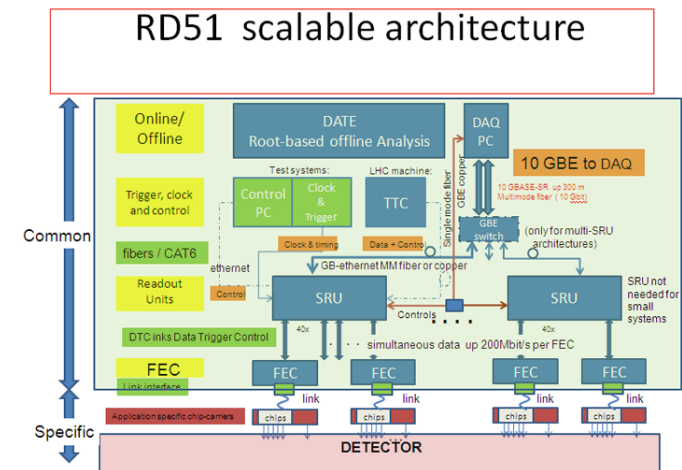 RD51 scalable architecture
Online/
Offline
DATE
Root-based offline Analysis
DAQ
PC
10 GBE to DAQ
10 GBASE-SR up 300 m
Multimode fiber ( 10 Gbit)
Test systems:
LHC machine:
Trigger, clock
and control
Control
PC
Clock
&
Trigger
TTC
Single mode fiber
GBE copper
GBE
switch
(only for multi-SRU
architectures)
Clock & timing
Data + Control
Common
fibers / CAT6
ethernet
GB-ethernet MM fiber or copper
Readout
Units
Control
SRU
Controls
SRU
SRU not
needed for
small
systems
DTC inks Data Trigger Control
40x
simultaneous data up 200Mbit/s per FEC
40x
FEC
Link interface
FEC
FEC
FEC
FEC
link
link
link
link
Specific
Application specific chip-carriers
chips
chips
chips
chips
DETECTOR